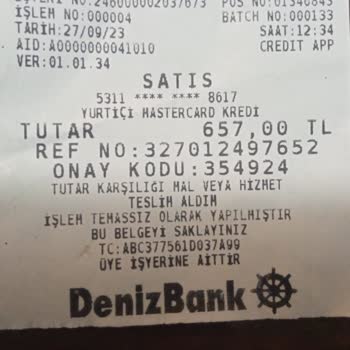 İŞLEM NO:000004 BATCH NO:000133
TARİH:27/09/23 SAAT:12:34
AID:A0000000041010 CREDIT APP
VER:01.01.34
SATIS
5311 **** **** 8617
YURTİÇİ MASTERCARD KREDİ
TUTAR 657,00 TL
REF NO:327012497652
ONAY KODU:354924
TUTAR KARŞILIGI MAL VEYA HİZMET
TESLİM ALDIM
İŞLEM TEMASSIZ OLARAK YAPILMIŞTIR
BU BELGEYİ SAKLAYINIZ
TC:ABC377561D037A99
ÜYE İŞYERİNE AİTTİR
DenizBank